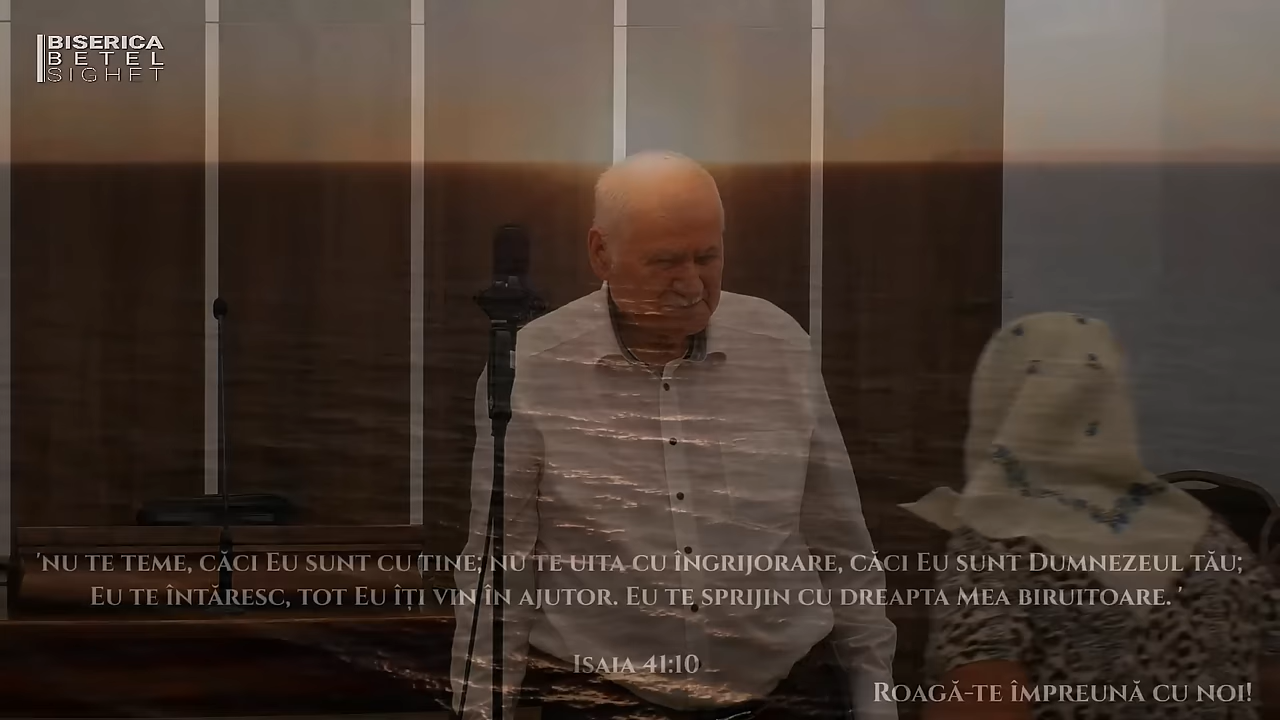 BISERICA
BETEL
SIGHET
'nu te teme, căci Eu sunt cu tine; nu te uita cu îngrijorare, căci Eu sunt Dumnezeul tău;
Eu te întăresc, tot Eu îți vin în ajutor. Eu te sprijin cu dreapta Mea biruitoare. '
Isaia 41:10
Roagă-te împreună cu noi!